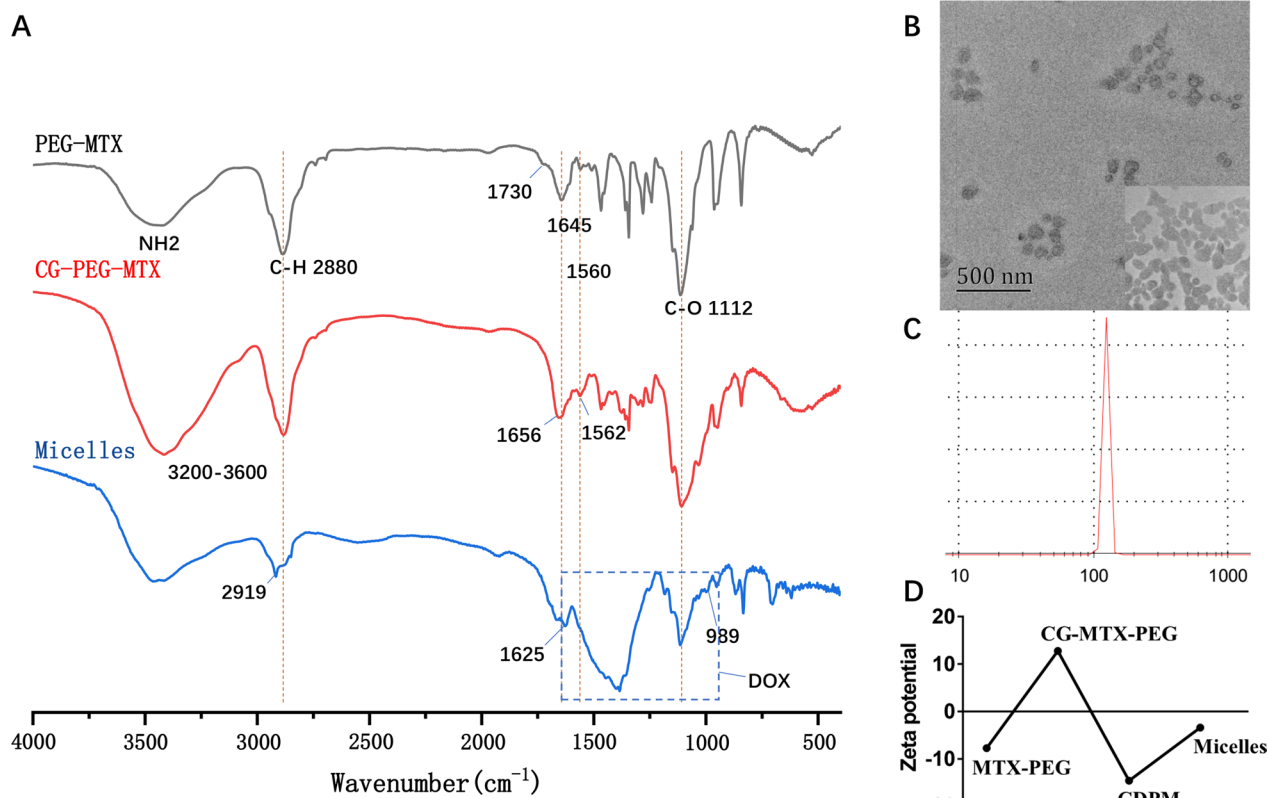 A
PEG-MTX
1730
1645
NH2
1560
C-H 2880
C-O 1112
CG-PEG-MTX
1656
1562
3200-3600
Micelles
2919
1625
989
DOX
4000 3500 3000 2500 2000 1500 1000 500
Wavenumber(cm⁻¹)
B
500 nm
C
10 100 1000
D
Zeta potential
20
10
0
-10
CG-MTX-PEG
MTX-PEG
Micelles